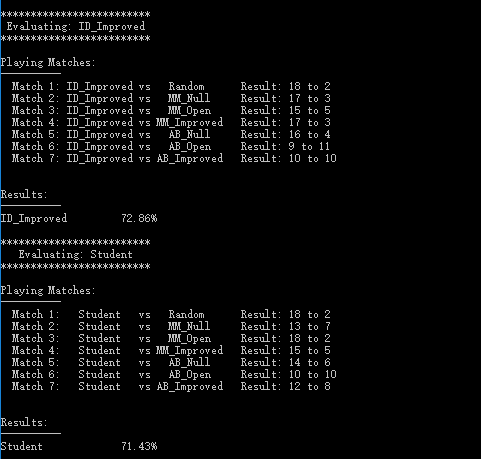 *************************
Evaluating: ID_Improved
*************************
Playing Matches:
----------
Match 1: ID_Improved vs Random Result: 18 to 2
Match 2: ID_Improved vs MM_Null Result: 17 to 3
Match 3: ID_Improved vs MM_Open Result: 15 to 5
Match 4: ID_Improved vs MM_Improved Result: 17 to 3
Match 5: ID_Improved vs AB_Null Result: 16 to 4
Match 6: ID_Improved vs AB_Open Result: 9 to 11
Match 7: ID_Improved vs AB_Improved Result: 10 to 10
Results:
----------
ID_Improved 72.86%
*************************
Evaluating: Student
*************************
Playing Matches:
----------
Match 1: Student vs Random Result: 18 to 2
Match 2: Student vs MM_Null Result: 13 to 7
Match 3: Student vs MM_Open Result: 18 to 2
Match 4: Student vs MM_Improved Result: 15 to 5
Match 5: Student vs AB_Null Result: 14 to 6
Match 6: Student vs AB_Open Result: 10 to 10
Match 7: Student vs AB_Improved Result: 12 to 8
Results:
----------
Student 71.43%